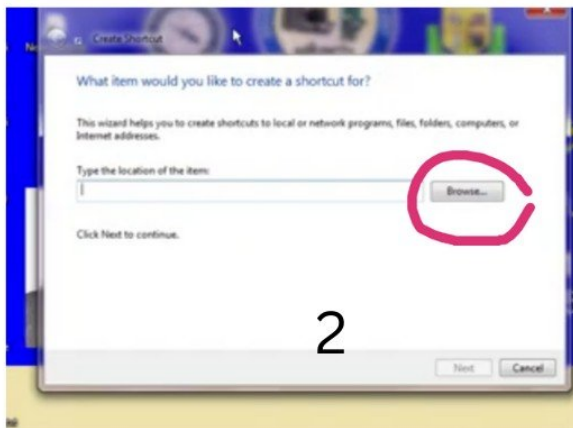 Create Shortcut
What item would you like to create a shortcut for?
This wizard helps you to create shortcuts to local or network programs, files, folders, computers, or
Internet addresses.
Type the location of the item:
Browse...
Click Next to continue.
2
Next
Cancel